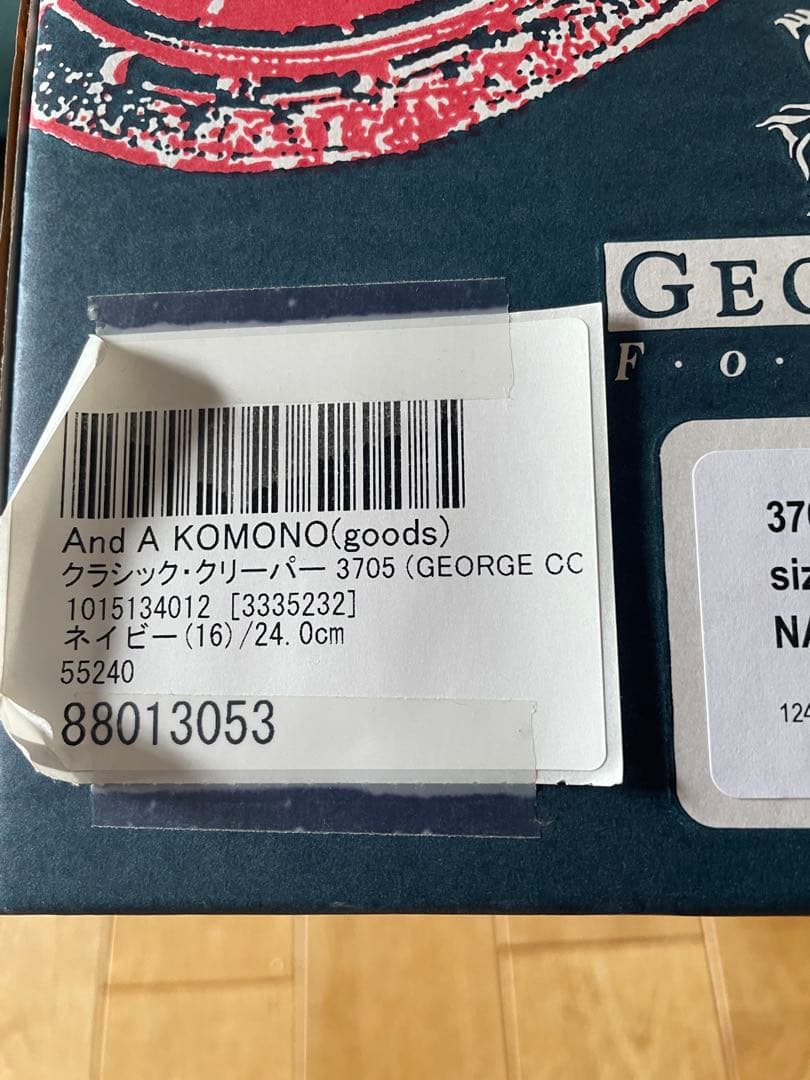 GEO
F·O·
And A KOMONO(goods)
クラシック・クリーパー 3705 (GEORGE CC
1015134012 [3335232]
ネイビー(16)/24.0cm
55240
88013053
370
siz
NA
124